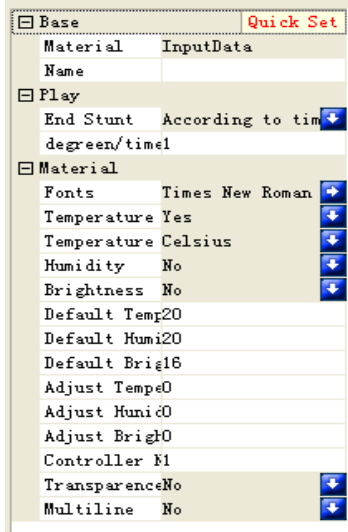 Base Quick Set
Material InputData
Name
Play
End Stunt According to tim
degreen/time1
Material
Fonts Times New Roman
Temperature Yes
Temperature Celsius
Humidity No
Brightness No
Default Temp20
Default Humi20
Default Brig16
Adjust Tempe0
Adjust Hunid0
Adjust Brigh0
Controller N1
TransparenceNo
Multiline No